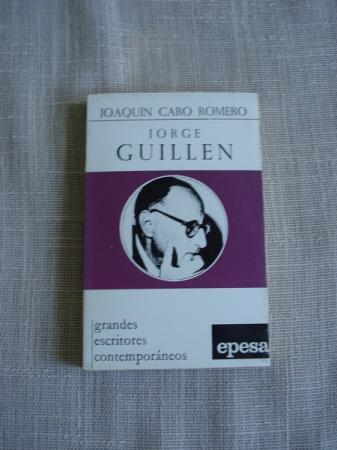 JOAQUIN CARO ROMERO
JORGE
GUILLEN
grandes
escritores
contemporáneos
epesa